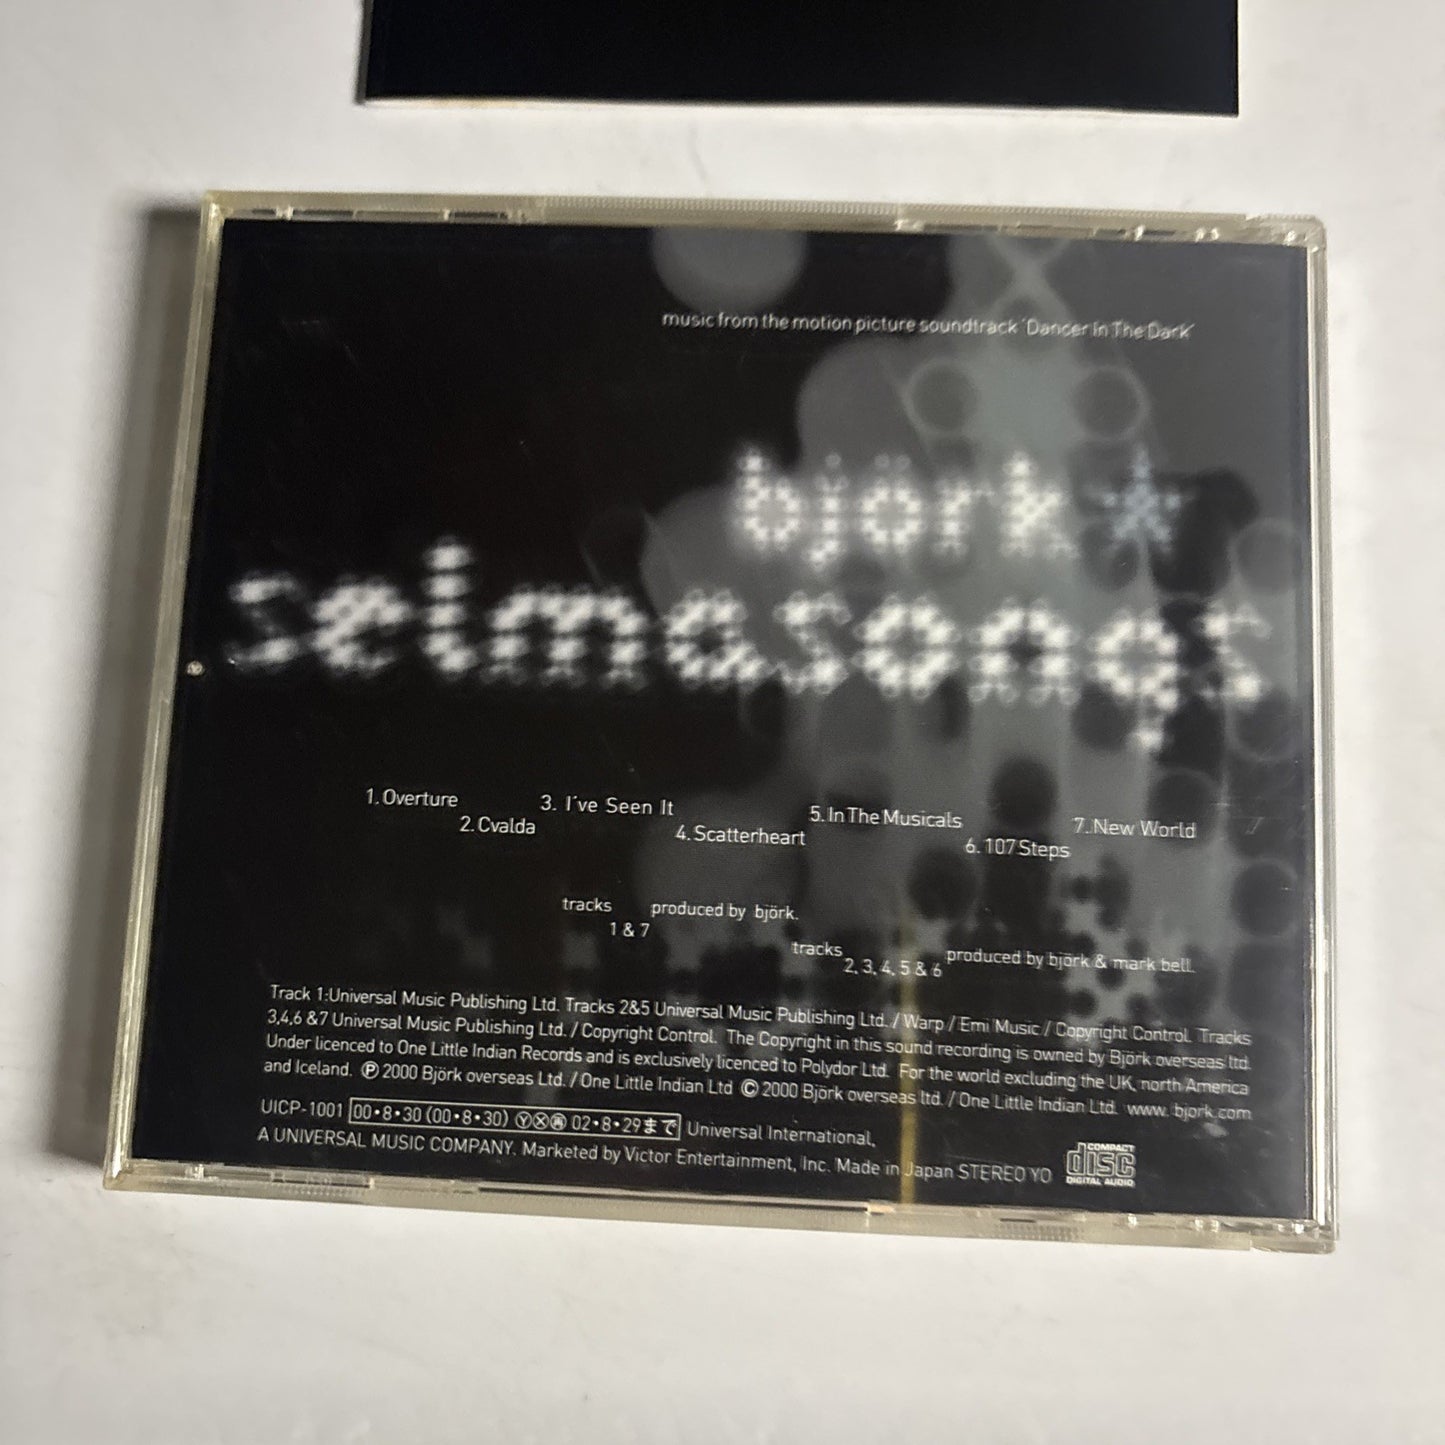 music from the motion picture soundtrack 'Dancer In The Dark'
björk
selmasongs
1. Overture
2. Cvalda
3. I've Seen It
4. Scatterheart
5. In The Musicals
6. 107 Steps
7. New World
tracks 1 & 7 produced by björk.
tracks 2, 3, 4, 5 & 6 produced by björk & mark bell.
Track 1:Universal Music Publishing Ltd. Tracks 2&5 Universal Music Publishing Ltd. / Warp / Emi Music / Copyright Control. Tracks
3,4,6 &7 Universal Music Publishing Ltd. / Copyright Control. The Copyright in this sound recording is owned by Björk overseas ltd.
Under licenced to One Little Indian Records and is exclusively licenced to Polydor Ltd. For the world excluding the UK, north America
and Iceland. ℗ 2000 Björk overseas Ltd. / One Little Indian Ltd © 2000 Björk overseas ltd. / One Little Indian Ltd. www. bjork.com
UICP-1001 00•8•30 (00•8•30) Ⓨ Ⓧ 02•8•29まで Universal International,
A UNIVERSAL MUSIC COMPANY. Marketed by Victor Entertainment, Inc. Made in Japan STEREO YO
COMPACT
disc
DIGITAL AUDIO